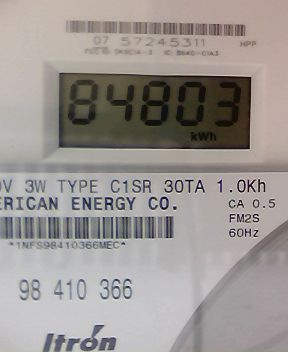 07 57245311 HPP
84803
kWh
0V 3W TYPE C1SR 30TA 1.0Kh
ERICAN ENERGY CO. CA 0.5
FM2S
60Hz
*1NFS98410366MEC*
98 410 366
Itron